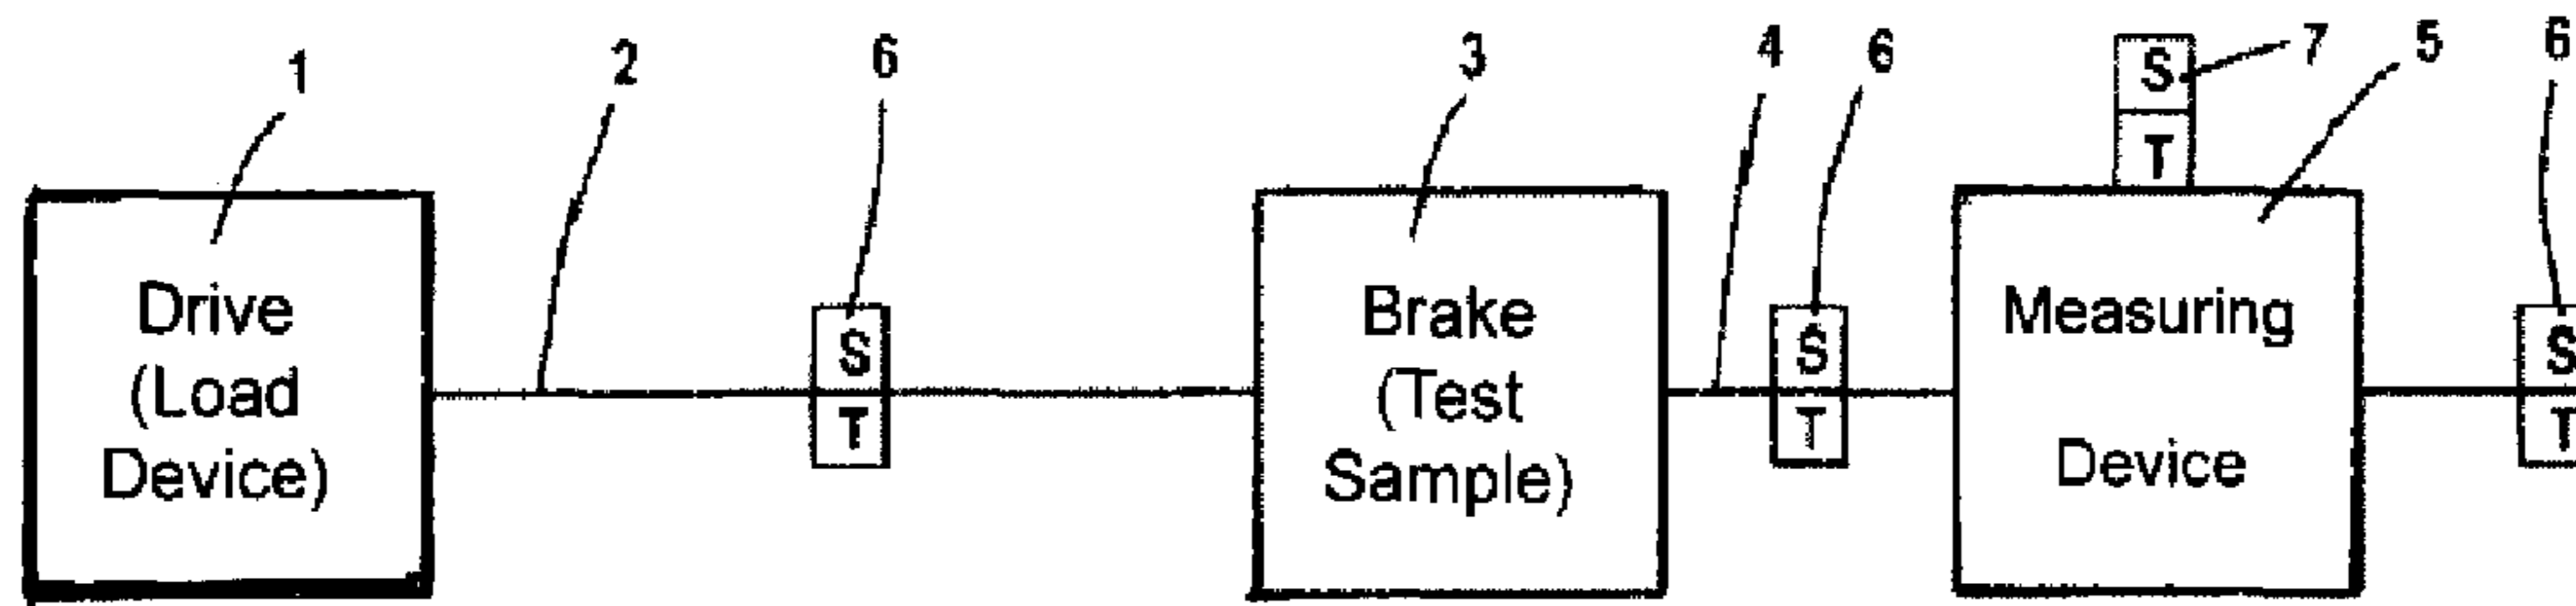 1 2 6 3 4 6 7 5 6
S
T
Drive
(Load
Device)
S
T
Brake
(Test
Sample)
S
T
Measuring
Device
S
T